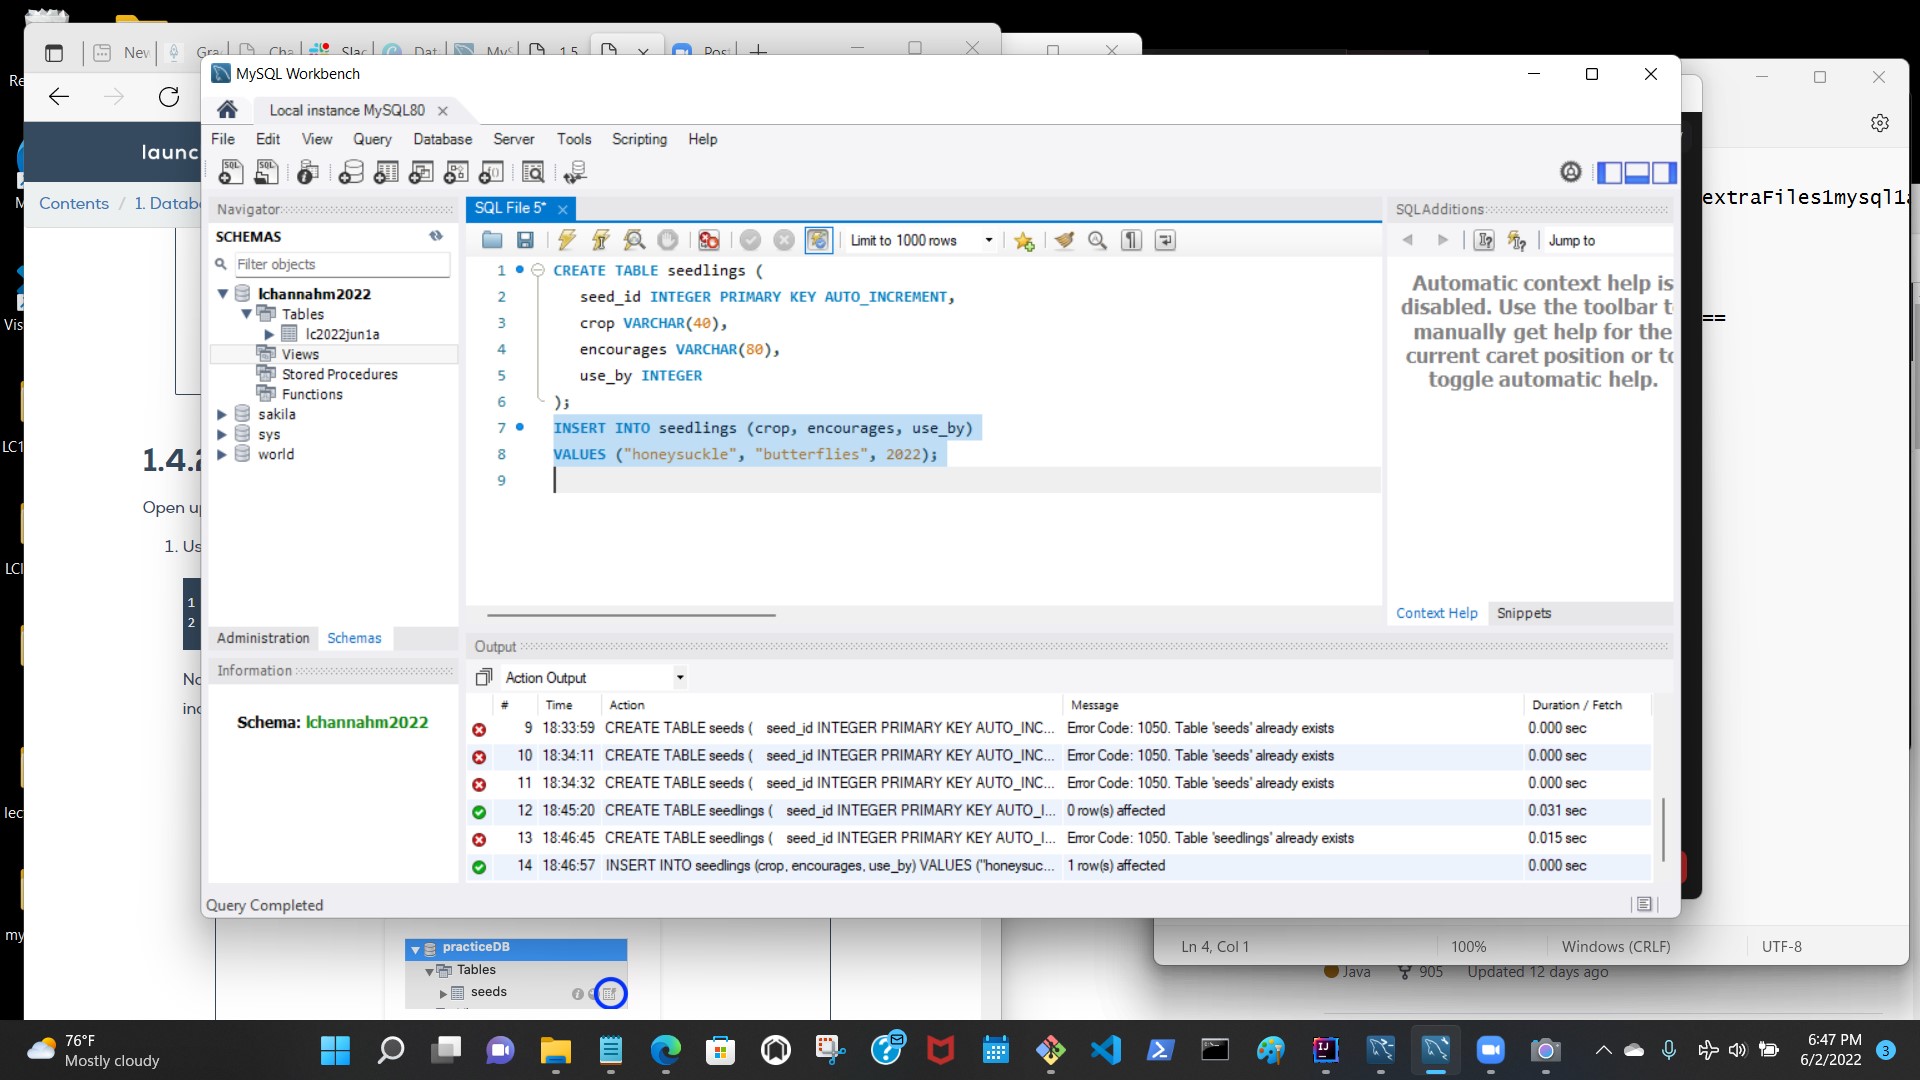 New
Gra
Cha
Slac
Dat
MyS
1.5
Pos
Re
MySQL Workbench
Local instance MySQL80
File Edit View Query Database Server Tools Scripting Help
launc
Contents / 1. Databa
Navigator
SCHEMAS
Filter objects
lchannahm2022
Tables
lc2022jun1a
Views
Stored Procedures
Functions
sakila
sys
world
Administration Schemas
Information
Schema: lchannahm2022
SQL File 5*
Limit to 1000 rows
1 CREATE TABLE seedlings (
2 seed_id INTEGER PRIMARY KEY AUTO_INCREMENT,
3 crop VARCHAR(40),
4 encourages VARCHAR(80),
5 use_by INTEGER
6 );
7 INSERT INTO seedlings (crop, encourages, use_by)
8 VALUES ("honeysuckle", "butterflies", 2022);
9
SQLAdditions
Jump to
Automatic context help is
disabled. Use the toolbar t
manually get help for the
current caret position or to
toggle automatic help.
Context Help Snippets
extraFiles1mysql1a
==
Vis
LC1
LCI
lec
my
1.4.2
Open u
1. Us
1
2
No
inc
Output
Action Output
# Time Action Message Duration / Fetch
9 18:33:59 CREATE TABLE seeds ( seed_id INTEGER PRIMARY KEY AUTO_INC... Error Code: 1050. Table 'seeds' already exists 0.000 sec
10 18:34:11 CREATE TABLE seeds ( seed_id INTEGER PRIMARY KEY AUTO_INC... Error Code: 1050. Table 'seeds' already exists 0.000 sec
11 18:34:32 CREATE TABLE seeds ( seed_id INTEGER PRIMARY KEY AUTO_INC... Error Code: 1050. Table 'seeds' already exists 0.000 sec
12 18:45:20 CREATE TABLE seedlings ( seed_id INTEGER PRIMARY KEY AUTO_I... 0 row(s) affected 0.031 sec
13 18:46:45 CREATE TABLE seedlings ( seed_id INTEGER PRIMARY KEY AUTO_I... Error Code: 1050. Table 'seedlings' already exists 0.015 sec
14 18:46:57 INSERT INTO seedlings (crop, encourages, use_by) VALUES ("honeysuc... 1 row(s) affected 0.000 sec
Query Completed
practiceDB
Tables
seeds
Ln 4, Col 1 100% Windows (CRLF) UTF-8
Java 905 Updated 12 days ago
76°F
Mostly cloudy
6:47 PM
6/2/2022
3